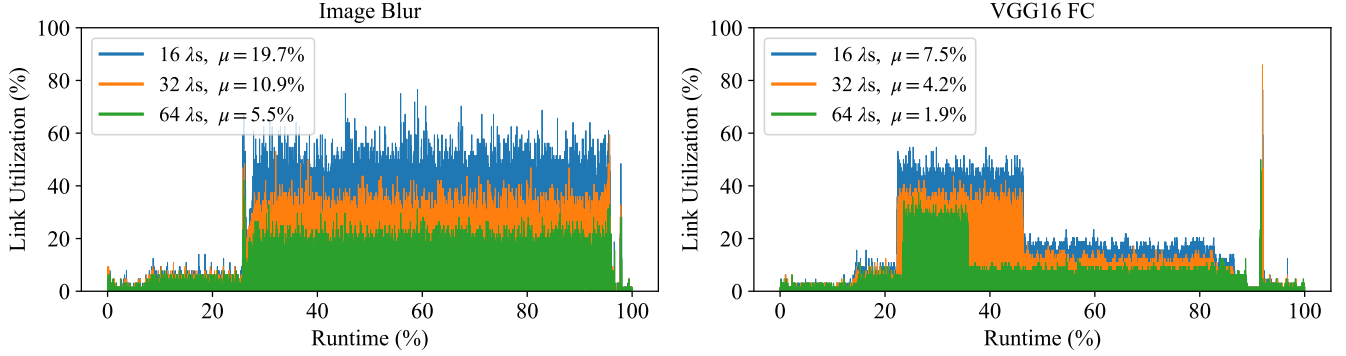 Image Blur
100
80
60
40
20
0
Link Utilization (%)
16 λs, μ = 19.7%
32 λs, μ = 10.9%
64 λs, μ = 5.5%
0 20 40 60 80 100
Runtime (%)
VGG16 FC
100
80
60
40
20
0
Link Utilization (%)
16 λs, μ = 7.5%
32 λs, μ = 4.2%
64 λs, μ = 1.9%
0 20 40 60 80 100
Runtime (%)